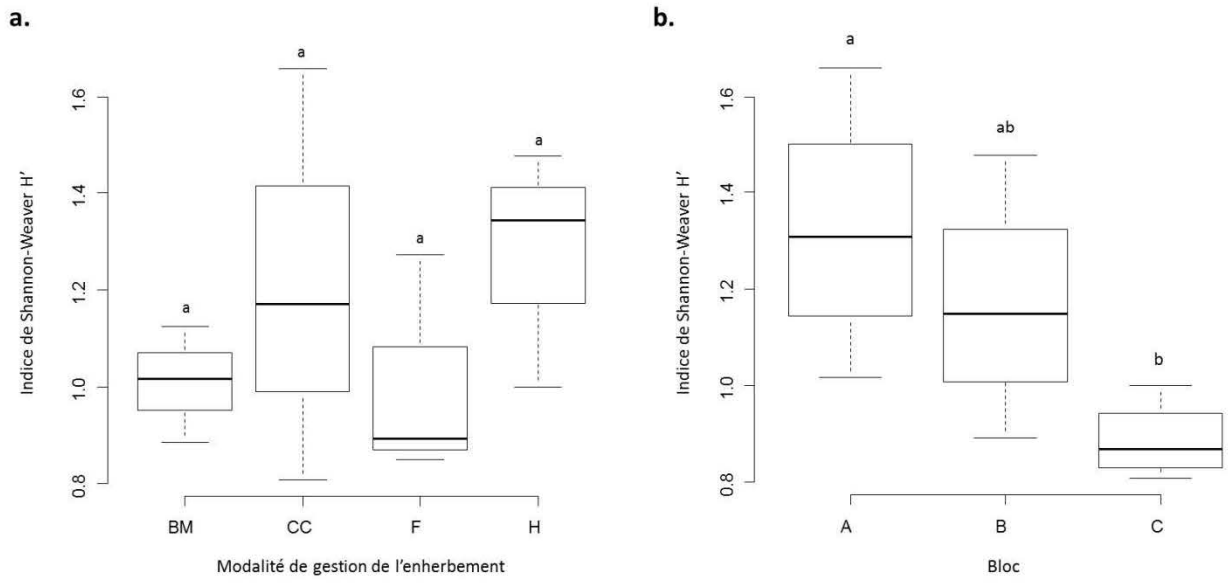 a.
a
a
a
a
1.6
1.4
1.2
1.0
0.8
Indice de Shannon-Weaver H'
BM CC F H
Modalité de gestion de l'enherbement
b.
a
ab
b
1.6
1.4
1.2
1.0
0.8
Indice de Shannon-Weaver H'
A B C
Bloc